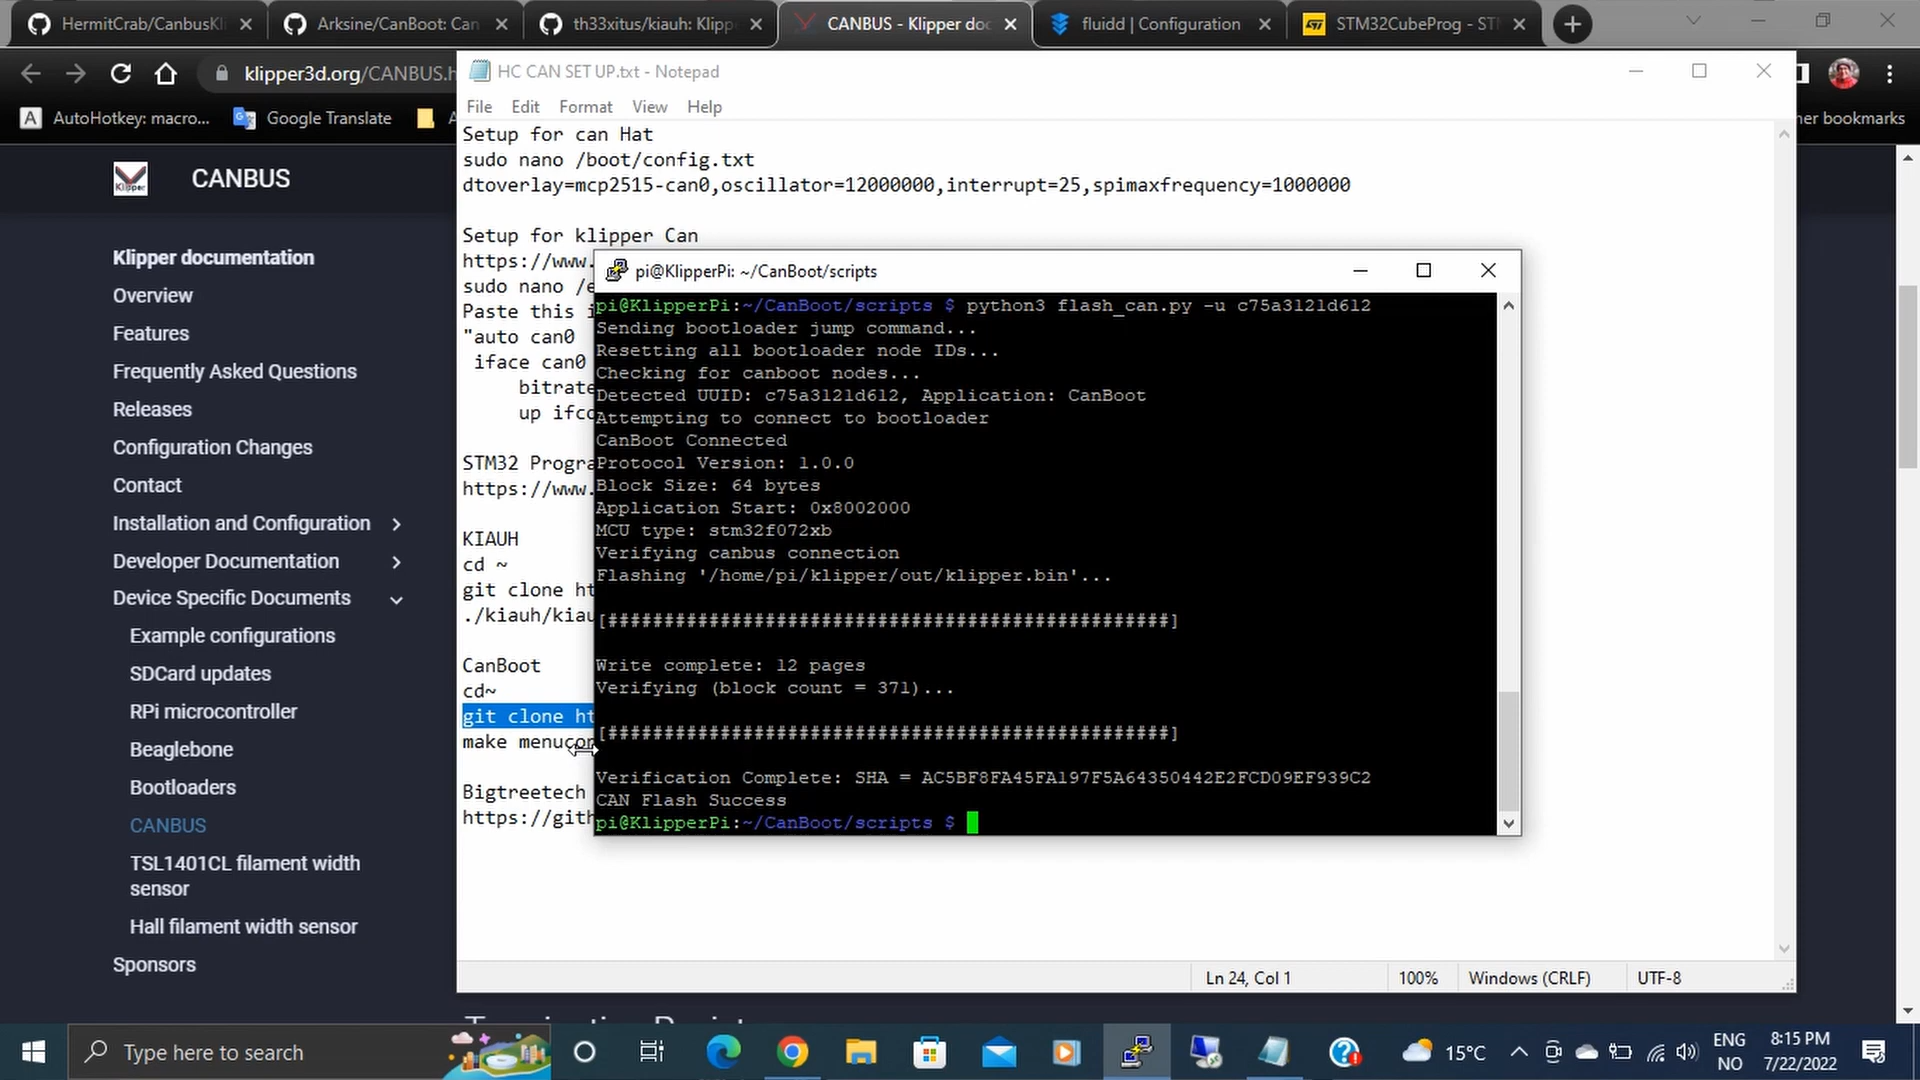 HermitCrab/CanbusKli
Arksine/CanBoot: Can
th33xitus/kiauh: Klipp
CANBUS - Klipper doc
fluidd | Configuration
STM32CubeProg - STM
klipper3d.org/CANBUS.h
AutoHotkey: macro...
Google Translate
her bookmarks
CANBUS
Klipper documentation
Overview
Features
Frequently Asked Questions
Releases
Configuration Changes
Contact
Installation and Configuration
Developer Documentation
Device Specific Documents
Example configurations
SDCard updates
RPi microcontroller
Beaglebone
Bootloaders
CANBUS
TSL1401CL filament width
sensor
Hall filament width sensor
Sponsors
HC CAN SET UP.txt - Notepad
File Edit Format View Help
Setup for can Hat
sudo nano /boot/config.txt
dtoverlay=mcp2515-can0,oscillator=12000000,interrupt=25,spimaxfrequency=1000000
Setup for klipper Can
https://www.
sudo nano /e
Paste this i
"auto can0
iface can0
bitrate
up ifco
STM32 Progra
https://www.
KIAUH
cd ~
git clone ht
./kiauh/kiau
CanBoot
cd~
git clone ht
make menucon
Bigtreetech
https://gith
Ln 24, Col 1
100%
Windows (CRLF)
UTF-8
pi@KlipperPi: ~/CanBoot/scripts
pi@KlipperPi:~/CanBoot/scripts $ python3 flash_can.py -u c75a3121d612
Sending bootloader jump command...
Resetting all bootloader node IDs...
Checking for canboot nodes...
Detected UUID: c75a3121d612, Application: CanBoot
Attempting to connect to bootloader
CanBoot Connected
Protocol Version: 1.0.0
Block Size: 64 bytes
Application Start: 0x8002000
MCU type: stm32f072xb
Verifying canbus connection
Flashing '/home/pi/klipper/out/klipper.bin'...
[##################################################]
Write complete: 12 pages
Verifying (block count = 371)...
[##################################################]
Verification Complete: SHA = AC5BF8FA45FA197F5A64350442E2FCD09EF939C2
CAN Flash Success
pi@KlipperPi:~/CanBoot/scripts $
Type here to search
15°C
ENG
NO
8:15 PM
7/22/2022